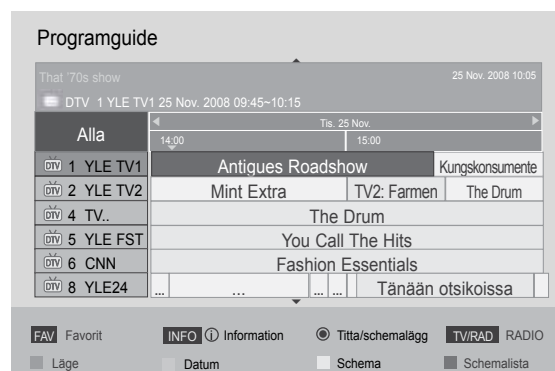 Programguide
That '70s show 25 Nov. 2008 10:05
DTV 1 YLE TV1 25 Nov. 2008 09:45~10:15
Alla
Tis. 25 Nov.
14:00 15:00
DTV 1 YLE TV1 Antigues Roadshow Kungskonsumente
DTV 2 YLE TV2 Mint Extra TV2: Farmen The Drum
DTV 4 TV.. The Drum
DTV 5 YLE FST You Call The Hits
DTV 6 CNN Fashion Essentials
DTV 8 YLE24 ... ... ... ... Tänään otsikoissa
FAV Favorit INFO i Information Titta/schemalägg TV/RAD RADIO
Läge Datum Schema Schemalista